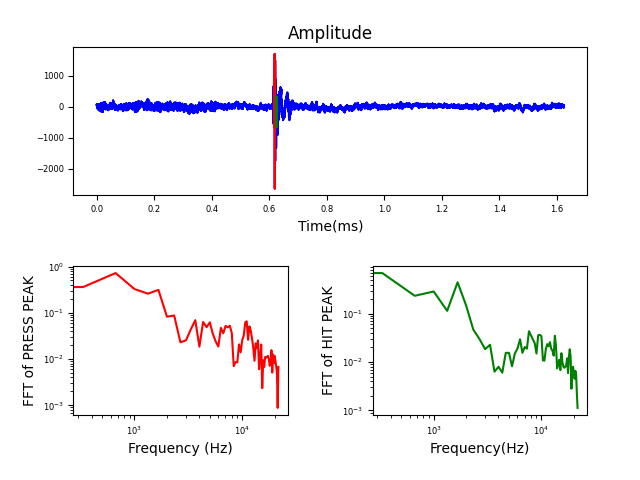 Amplitude
1000
0
−1000
−2000
0.0 0.2 0.4 0.6 0.8 1.0 1.2 1.4 1.6
Time(ms)
FFT of PRESS PEAK
10⁰
10⁻¹
10⁻²
10⁻³
10³ 10⁴
Frequency (Hz)
FFT of HIT PEAK
10⁻¹
10⁻²
10⁻³
10³ 10⁴
Frequency(Hz)